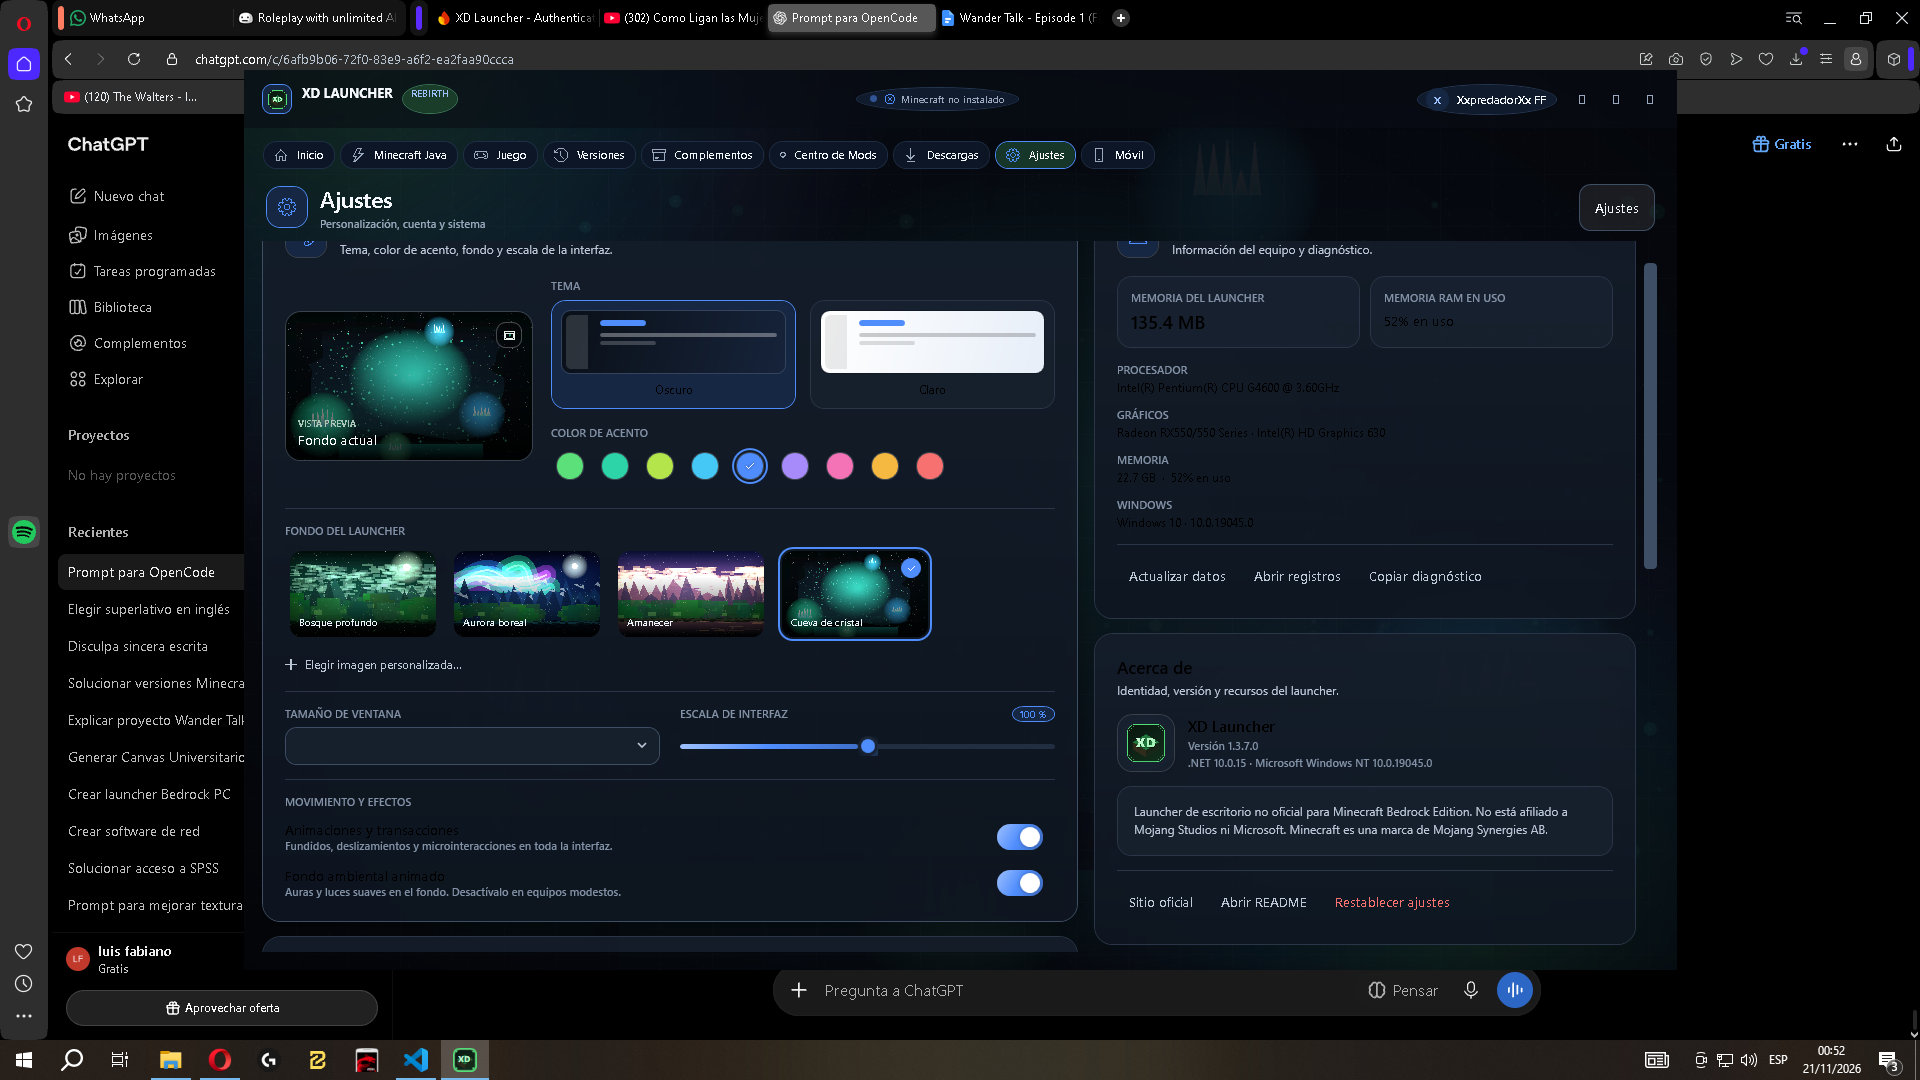 WhatsApp
Roleplay with unlimited A
XD Launcher - Authentica
(302) Como Ligan las Muj
Prompt para OpenCode
Wander Talk - Episode 1 (F
chatgpt.com/c/6afb9b06-72f0-83e9-a6f2-ea2faa90ccca
(120) The Walters - I...
XD LAUNCHER
REBIRTH
Minecraft no instalado
X XxpredadorXx FF
ChatGPT
Gratis
Inicio
Minecraft Java
Juego
Versiones
Complementos
Centro de Mods
Descargas
Ajustes
Móvil
Nuevo chat
Imágenes
Tareas programadas
Biblioteca
Complementos
Explorar
Proyectos
No hay proyectos
Recientes
Prompt para OpenCode
Elegir superlativo en inglés
Disculpa sincera escrita
Solucionar versiones Minecra
Explicar proyecto Wander Talk
Generar Canvas Universitario
Crear launcher Bedrock PC
Crear software de red
Solucionar acceso a SPSS
Prompt para mejorar textura
LF
luis fabiano
Gratis
Aprovechar oferta
Ajustes
Personalización, cuenta y sistema
Ajustes
Tema, color de acento, fondo y escala de la interfaz.
VISTA PREVIA
Fondo actual
TEMA
Oscuro
Claro
COLOR DE ACENTO
FONDO DEL LAUNCHER
Bosque profundo
Aurora boreal
Amanecer
Cueva de cristal
Elegir imagen personalizada...
TAMAÑO DE VENTANA
ESCALA DE INTERFAZ
100 %
MOVIMIENTO Y EFECTOS
Animaciones y transacciones
Fundidos, deslizamientos y microinteracciones en toda la interfaz.
Fondo ambiental animado
Auras y luces suaves en el fondo. Desactívalo en equipos modestos.
Información del equipo y diagnóstico.
MEMORIA DEL LAUNCHER
135.4 MB
MEMORIA RAM EN USO
52% en uso
PROCESADOR
Intel(R) Pentium(R) CPU G4600 @ 3.60GHz
GRÁFICOS
Radeon RX550/550 Series · Intel(R) HD Graphics 630
MEMORIA
22.7 GB · 52% en uso
WINDOWS
Windows 10 · 10.0.19045.0
Actualizar datos
Abrir registros
Copiar diagnóstico
Acerca de
Identidad, versión y recursos del launcher.
XD
XD Launcher
Versión 1.3.7.0
.NET 10.0.15 · Microsoft Windows NT 10.0.19045.0
Launcher de escritorio no oficial para Minecraft Bedrock Edition. No está afiliado a
Mojang Studios ni Microsoft. Minecraft es una marca de Mojang Synergies AB.
Sitio oficial
Abrir README
Restablecer ajustes
Pregunta a ChatGPT
Pensar
XD
ESP
00:52
21/11/2026
3